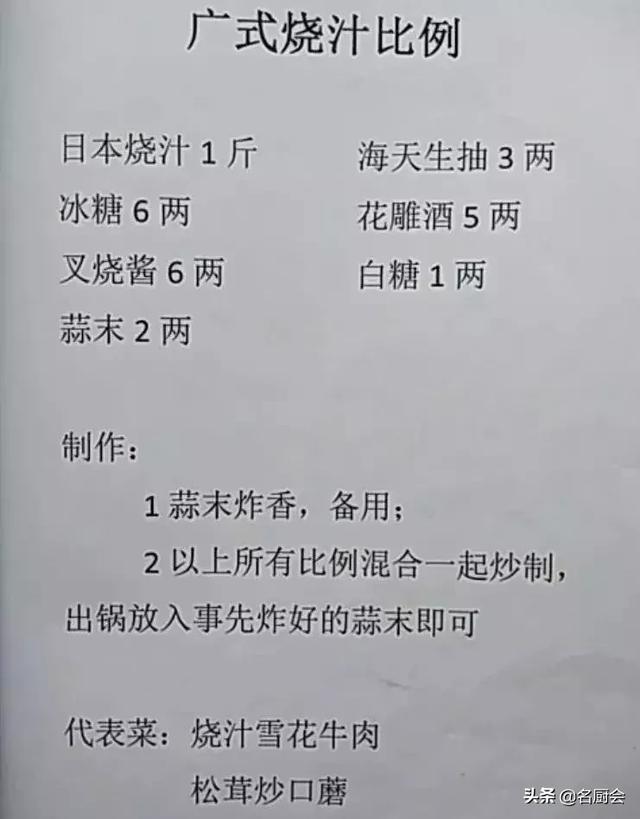 广式烧汁比例
日本烧汁 1 斤 海天生抽 3 两
冰糖 6 两 花雕酒 5 两
叉烧酱 6 两 白糖 1 两
蒜末 2 两
制作：
1 蒜末炸香，备用；
2 以上所有比例混合一起炒制，
出锅放入事先炸好的蒜末即可
代表菜：烧汁雪花牛肉
松茸炒口蘑
头条 @名厨会